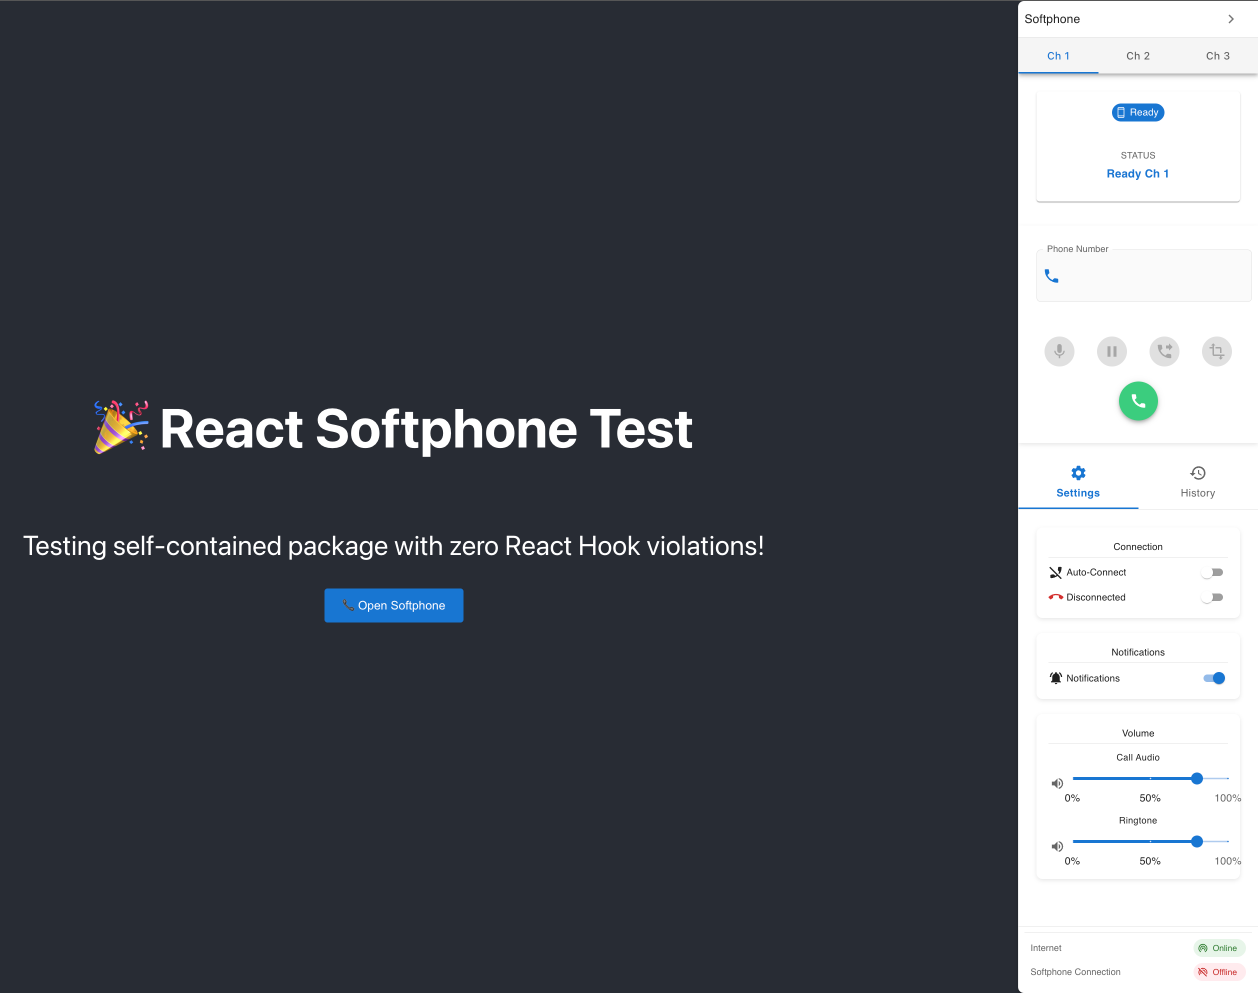 React Softphone Test
Testing self-contained package with zero React Hook violations!
Open Softphone
Softphone
Ch 1 Ch 2 Ch 3
Ready
STATUS
Ready Ch 1
Phone Number
Settings History
Connection
Auto-Connect
Disconnected
Notifications
Notifications
Volume
Call Audio
0% 50% 100%
Ringtone
0% 50% 100%
Internet Online
Softphone Connection Offline